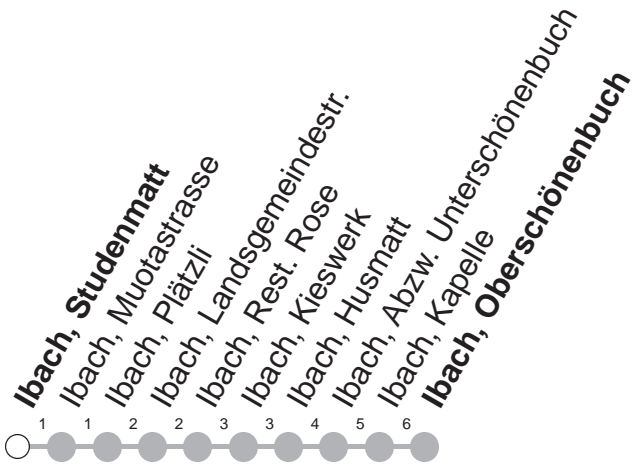 Ibach, Studenmatt
Ibach, Muotastrasse
Ibach, Plätzli
Ibach, Landsgemeindestr.
Ibach, Rest. Rose
Ibach, Kieswerk
Ibach, Husmatt
Ibach, Abzw. Unterschönenbuch
Ibach, Kapelle
Ibach, Oberschönenbuch
1 1 2 2 3 3 4 5 6